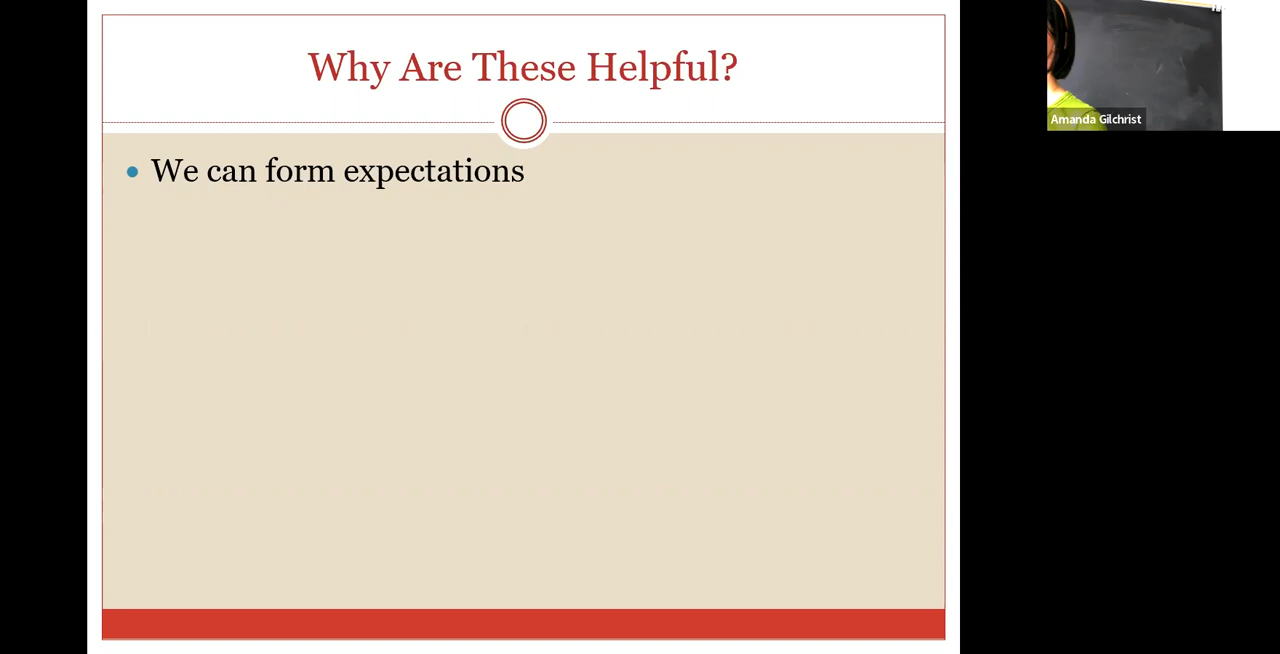 Why Are These Helpful?
We can form expectations
Amanda Gilchrist